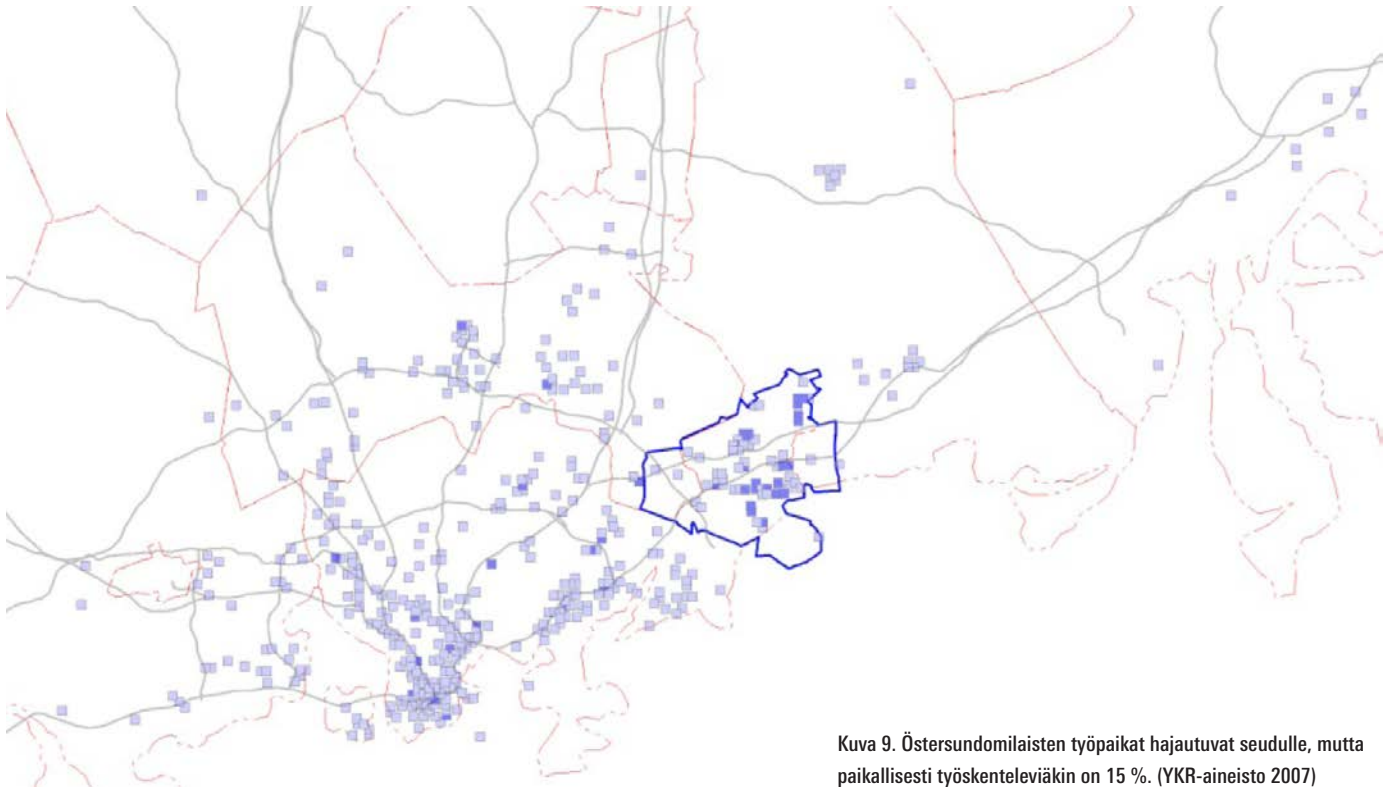 Kuva 9. Östersundomilaisten työpaikat hajautuvat seudulle, mutta
paikallisesti työskenteleviäkin on 15 %. (YKR-aineisto 2007)